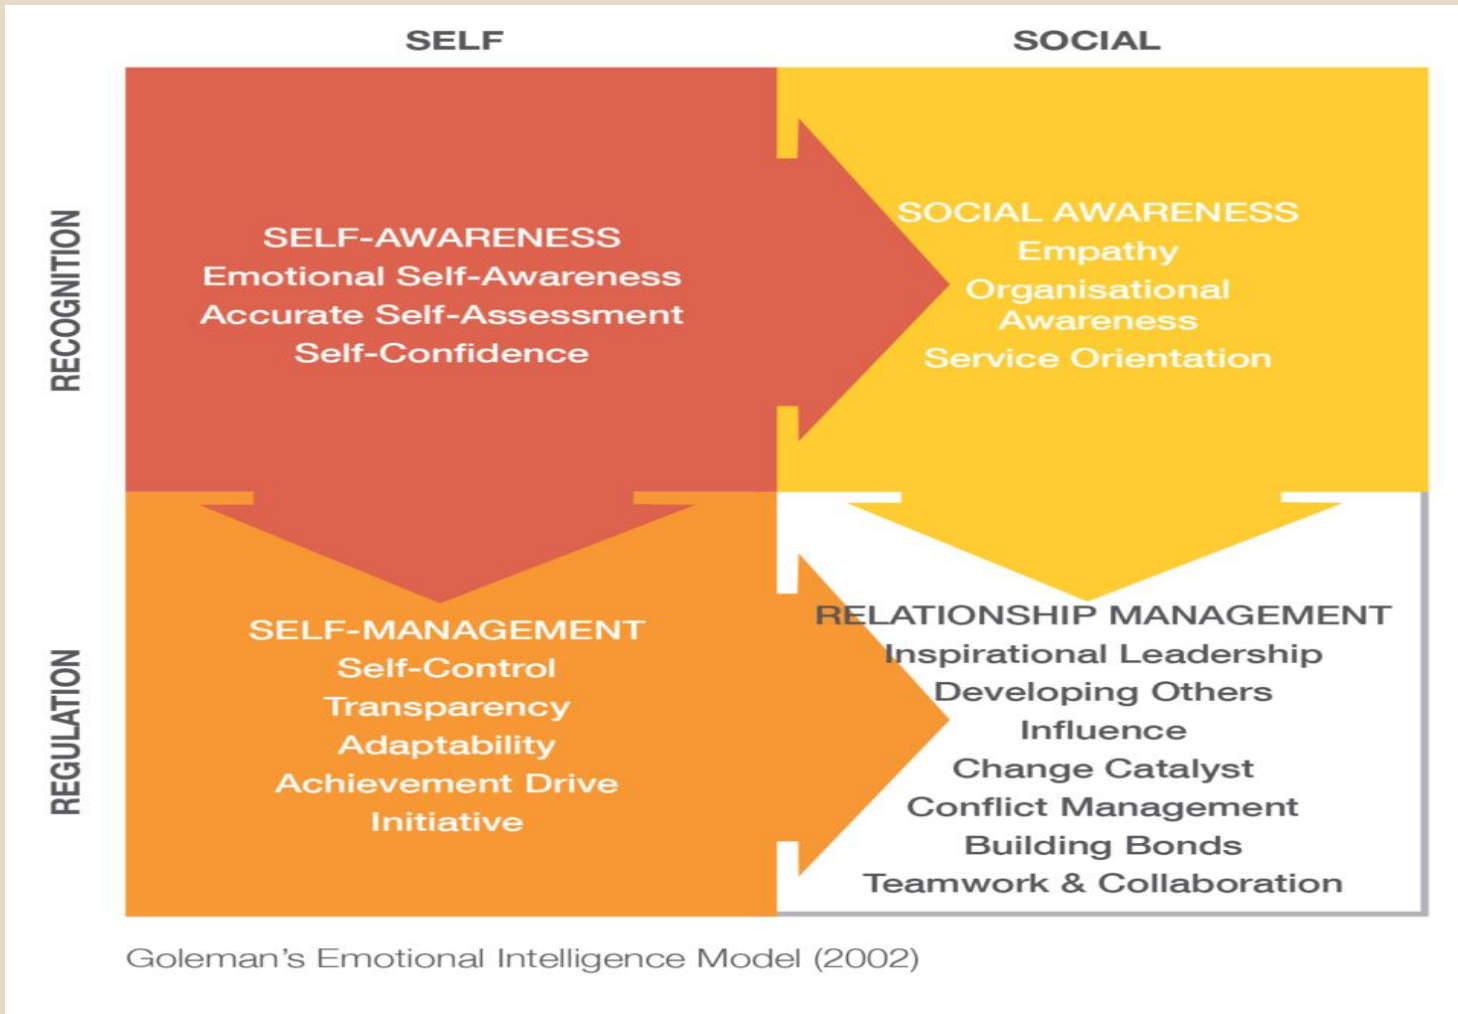 SELF
SOCIAL
RECOGNITION
SELF-AWARENESS
Emotional Self-Awareness
Accurate Self-Assessment
Self-Confidence
SOCIAL AWARENESS
Empathy
Organisational
Awareness
Service Orientation
REGULATION
SELF-MANAGEMENT
Self-Control
Transparency
Adaptability
Achievement Drive
Initiative
RELATIONSHIP MANAGEMENT
Inspirational Leadership
Developing Others
Influence
Change Catalyst
Conflict Management
Building Bonds
Teamwork & Collaboration
Goleman’s Emotional Intelligence Model (2002)